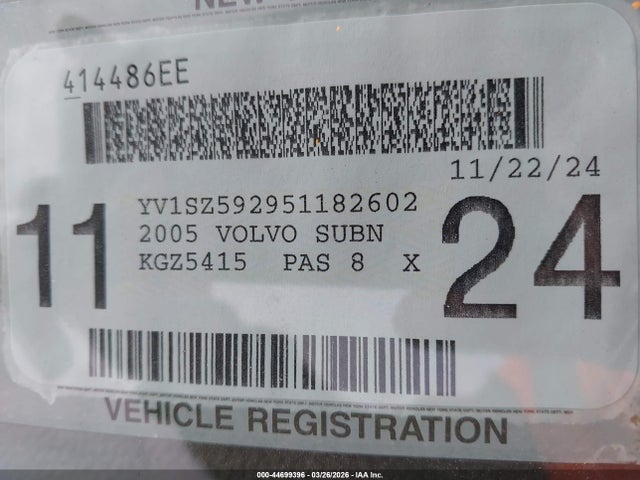 NEW
414486EE
11/22/24
11
YV1SZ592951182602
24
2005 VOLVO SUBN
KGZ5415 PAS 8 X
VEHICLE REGISTRATION
000-44699396 - 03/26/2026 - IAA Inc.